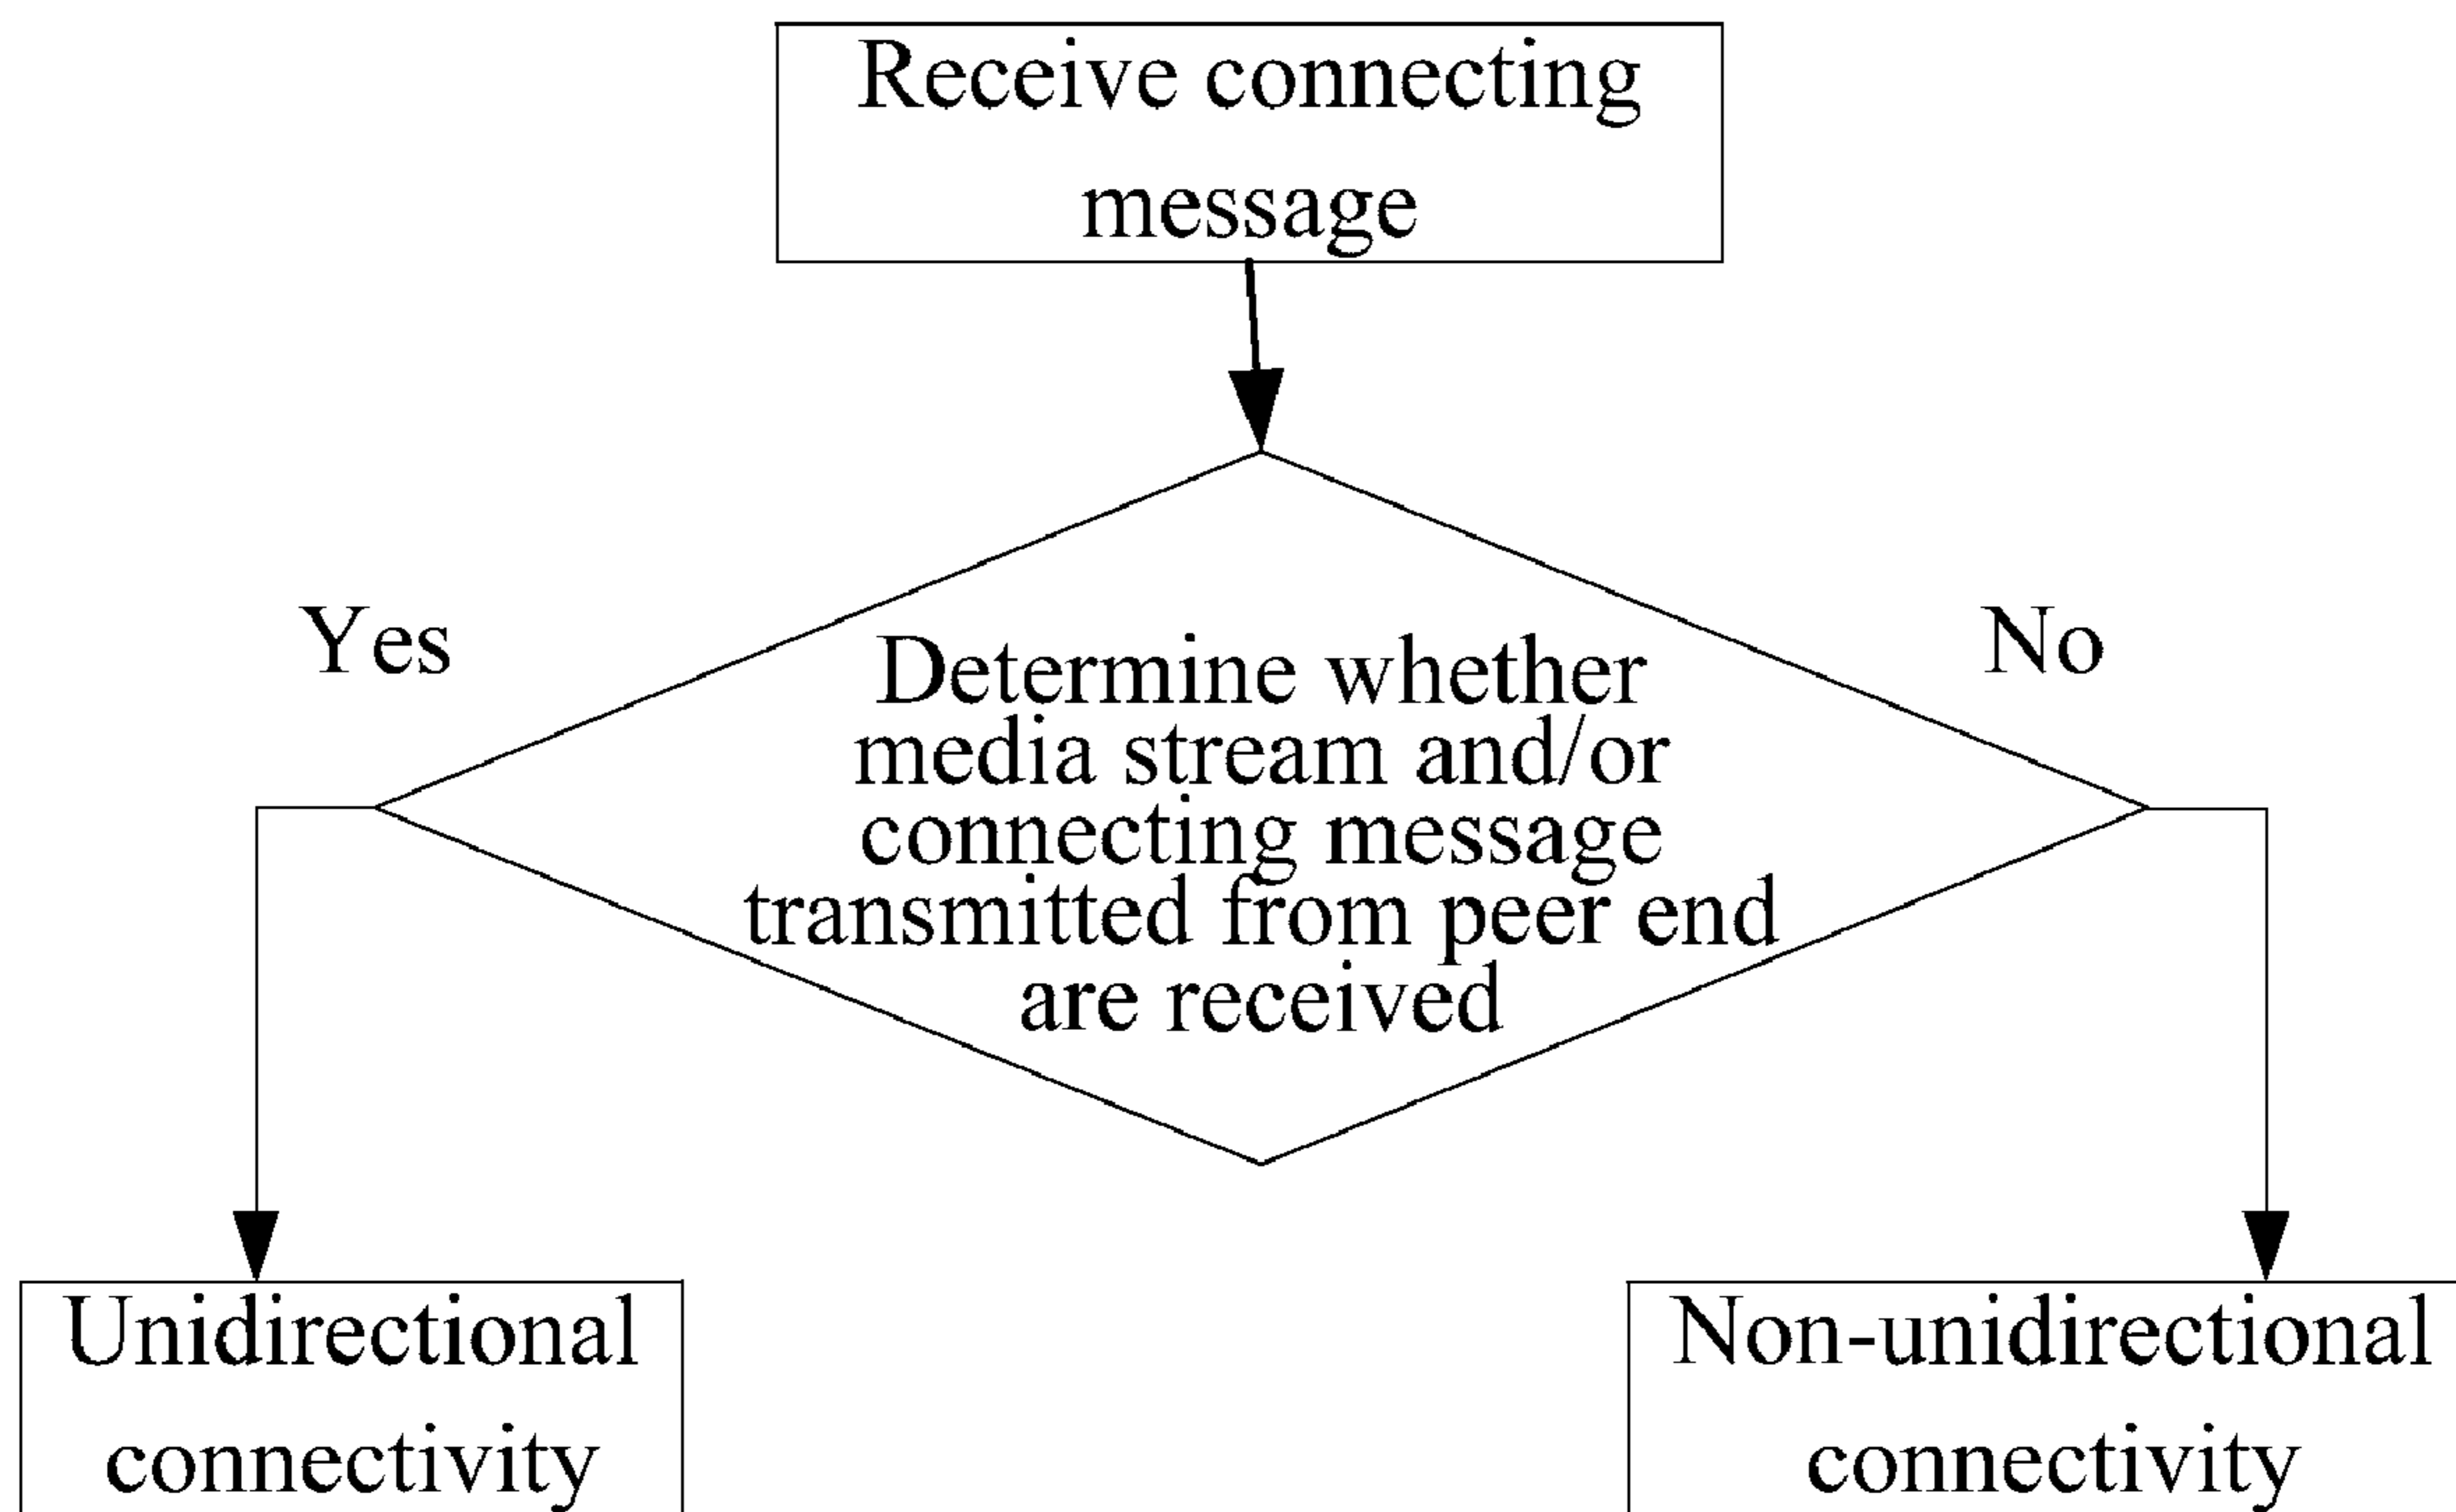 Receive connecting
message
Yes
No
Determine whether
media stream and/or
connecting message
transmitted from peer end
are received
Unidirectional
connectivity
Non-unidirectional
connectivity